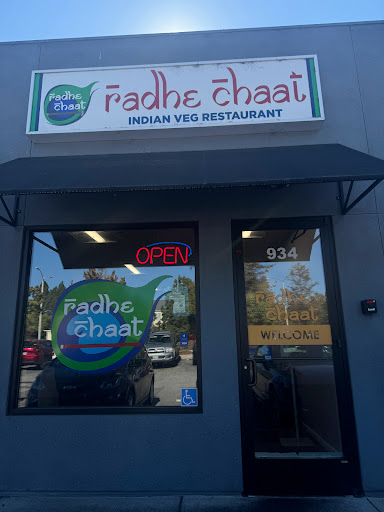 radhe
chaat
radhe chaat
INDIAN VEG RESTAURANT
OPEN
934
radhe
chaat
radhe
chaat
WELCOME